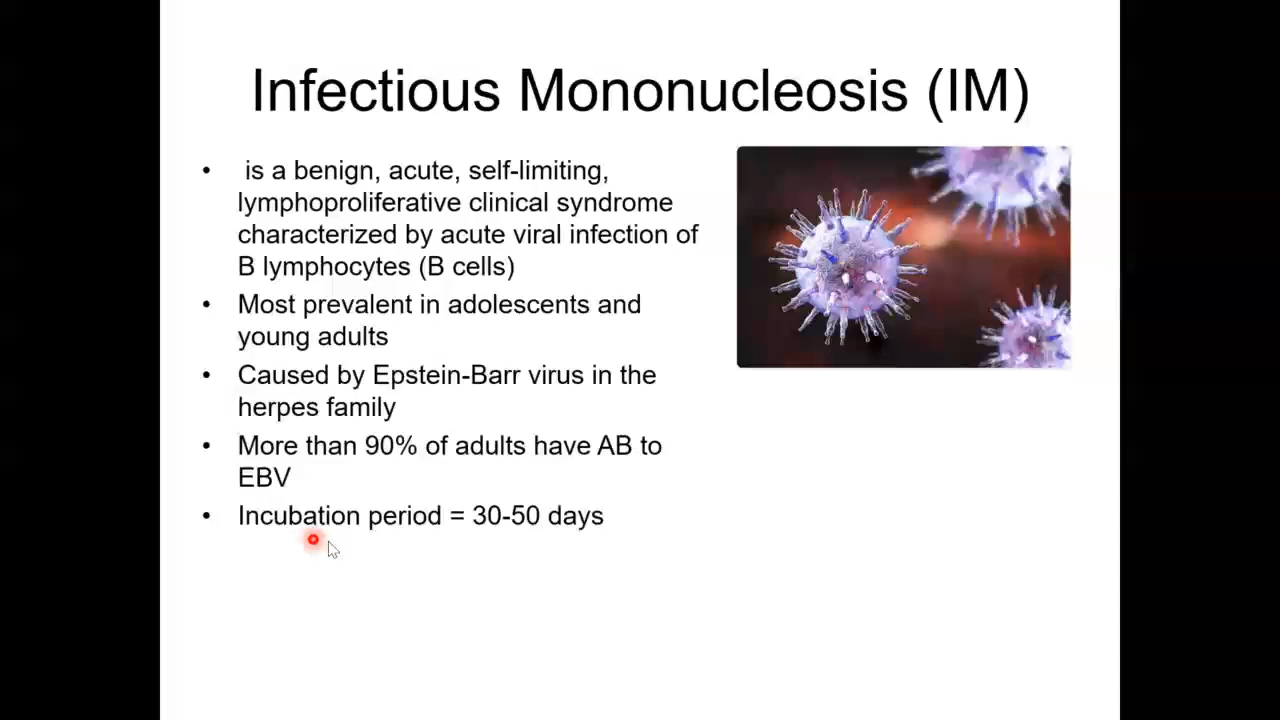 Infectious Mononucleosis (IM)
• is a benign, acute, self-limiting,
lymphoproliferative clinical syndrome
characterized by acute viral infection of
B lymphocytes (B cells)
• Most prevalent in adolescents and
young adults
• Caused by Epstein-Barr virus in the
herpes family
• More than 90% of adults have AB to
EBV
• Incubation period = 30-50 days